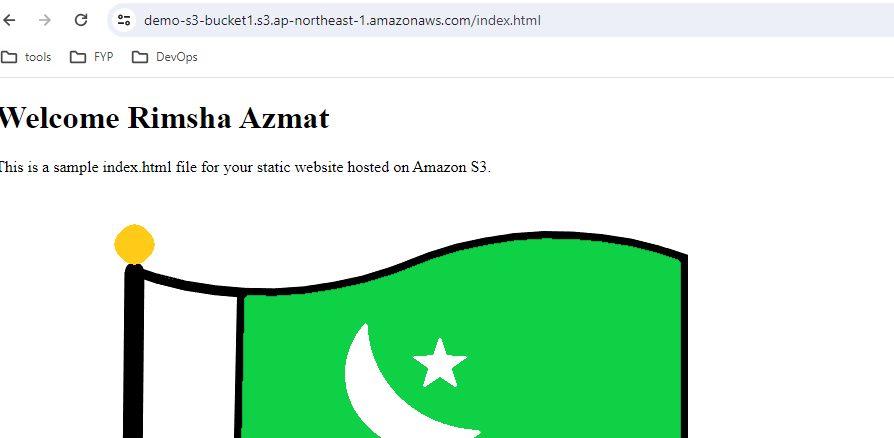 demo-s3-bucket1.s3.ap-northeast-1.amazonaws.com/index.html
tools FYP DevOps
Welcome Rimsha Azmat
This is a sample index.html file for your static website hosted on Amazon S3.